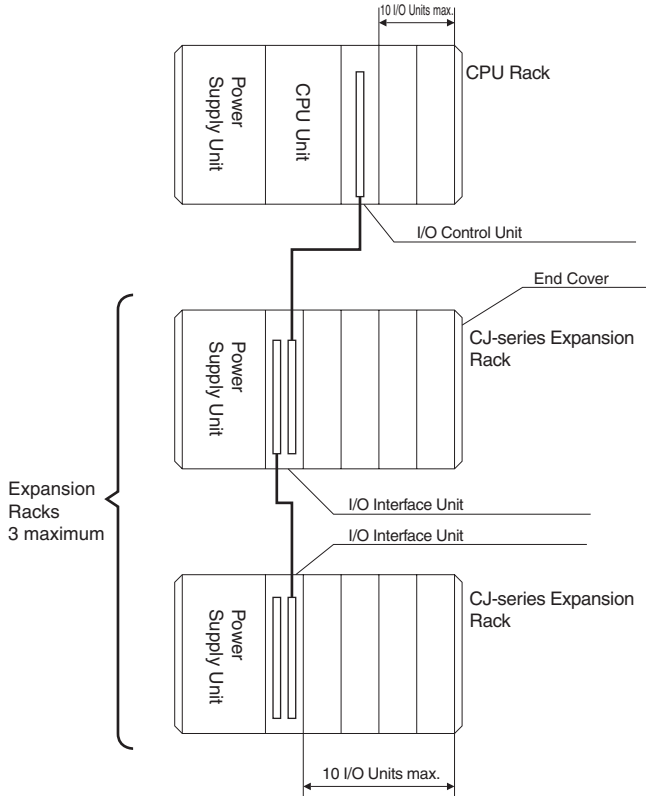 10 I/O Units max.
CPU Rack
Power
Supply Unit
CPU Unit
I/O Control Unit
End Cover
CJ-series Expansion
Rack
Power
Supply Unit
Expansion
Racks
3 maximum
I/O Interface Unit
I/O Interface Unit
CJ-series Expansion
Rack
Power
Supply Unit
10 I/O Units max.